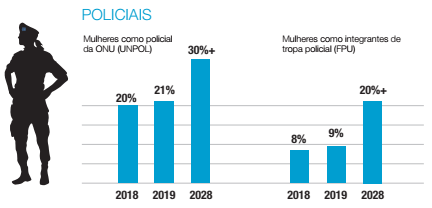 POLICIAIS
Mulheres como policial
da ONU (UNPOL)
30%+
21%
20%
2018 2019 2028
Mulheres como integrantes de
tropa policial (FPU)
20%+
9%
8%
2018 2019 2028